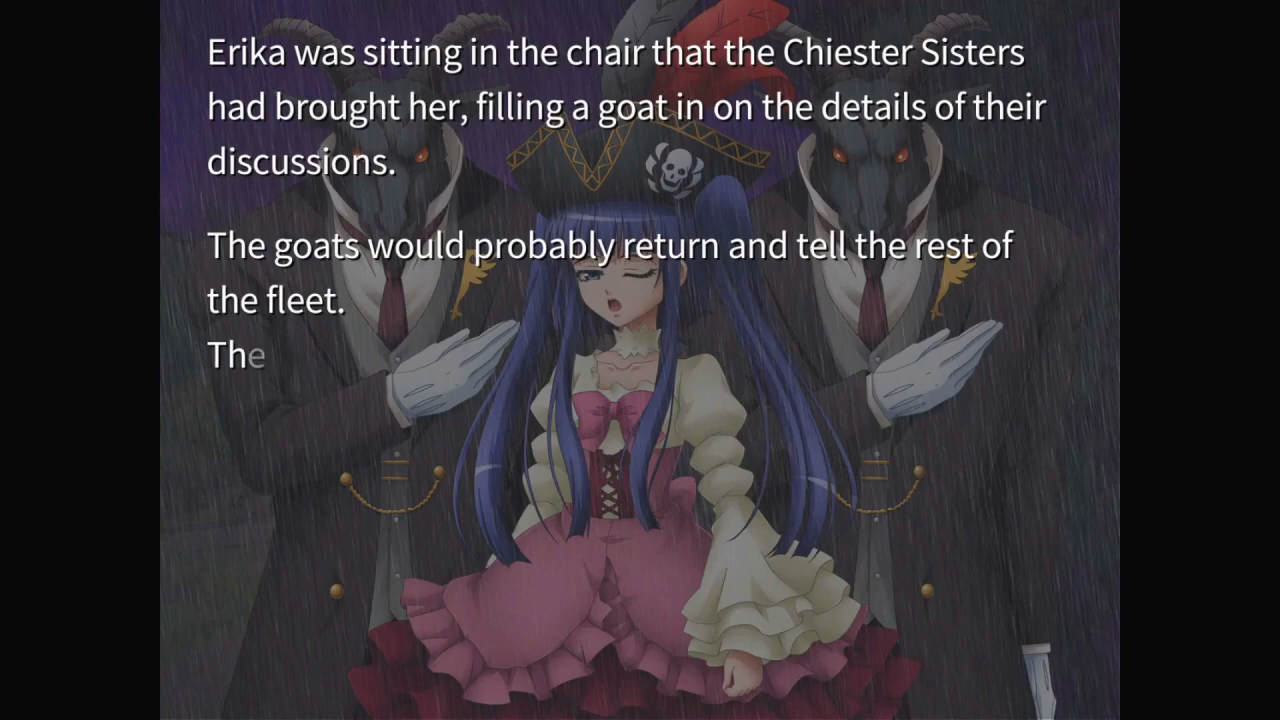 Erika was sitting in the chair that the Chiester Sisters
had brought her, filling a goat in on the details of their
discussions.
The goats would probably return and tell the rest of
the fleet.
The